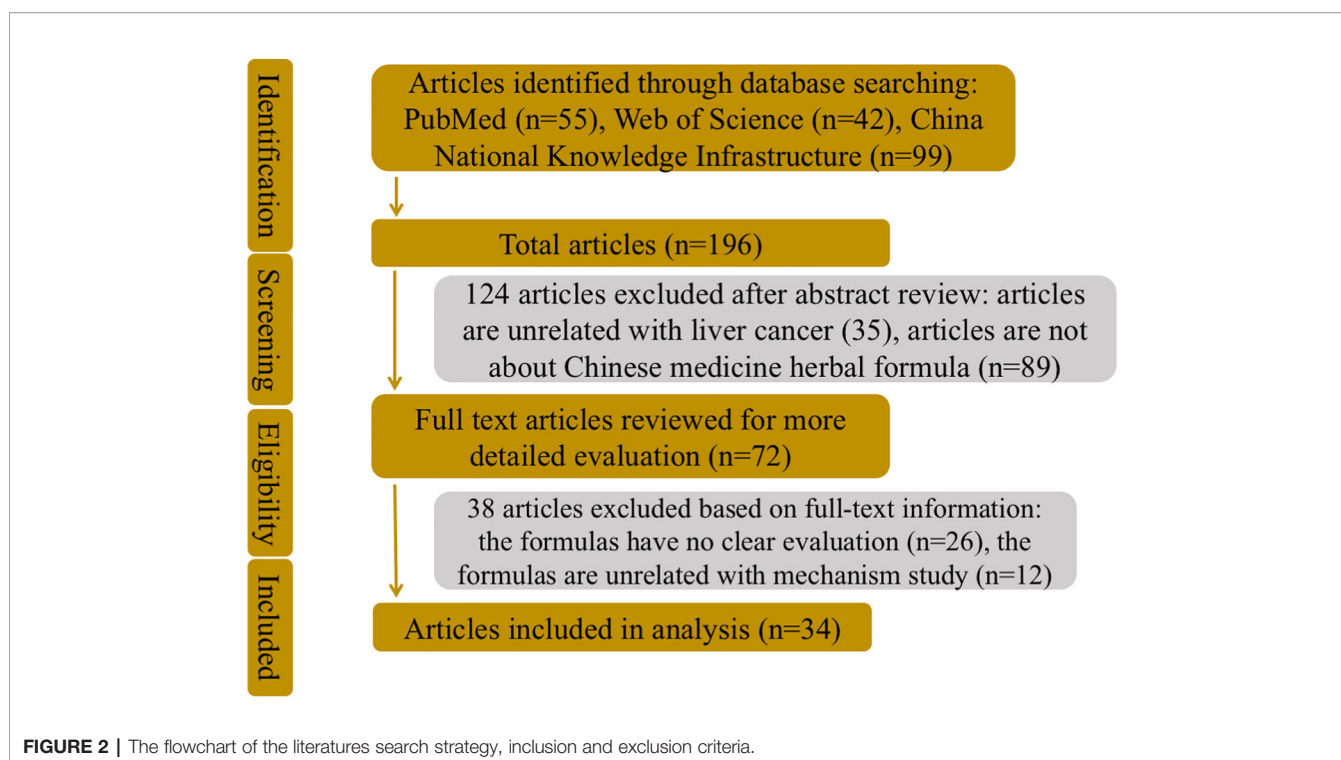 Identification
Articles identified through database searching:
PubMed (n=55), Web of Science (n=42), China
National Knowledge Infrastructure (n=99)
Total articles (n=196)
Screening
124 articles excluded after abstract review: articles
are unrelated with liver cancer (35), articles are not
about Chinese medicine herbal formula (n=89)
Eligibility
Full text articles reviewed for more
detailed evaluation (n=72)
38 articles excluded based on full-text information:
the formulas have no clear evaluation (n=26), the
formulas are unrelated with mechanism study (n=12)
Included
Articles included in analysis (n=34)
FIGURE 2 | The flowchart of the literatures search strategy, inclusion and exclusion criteria.